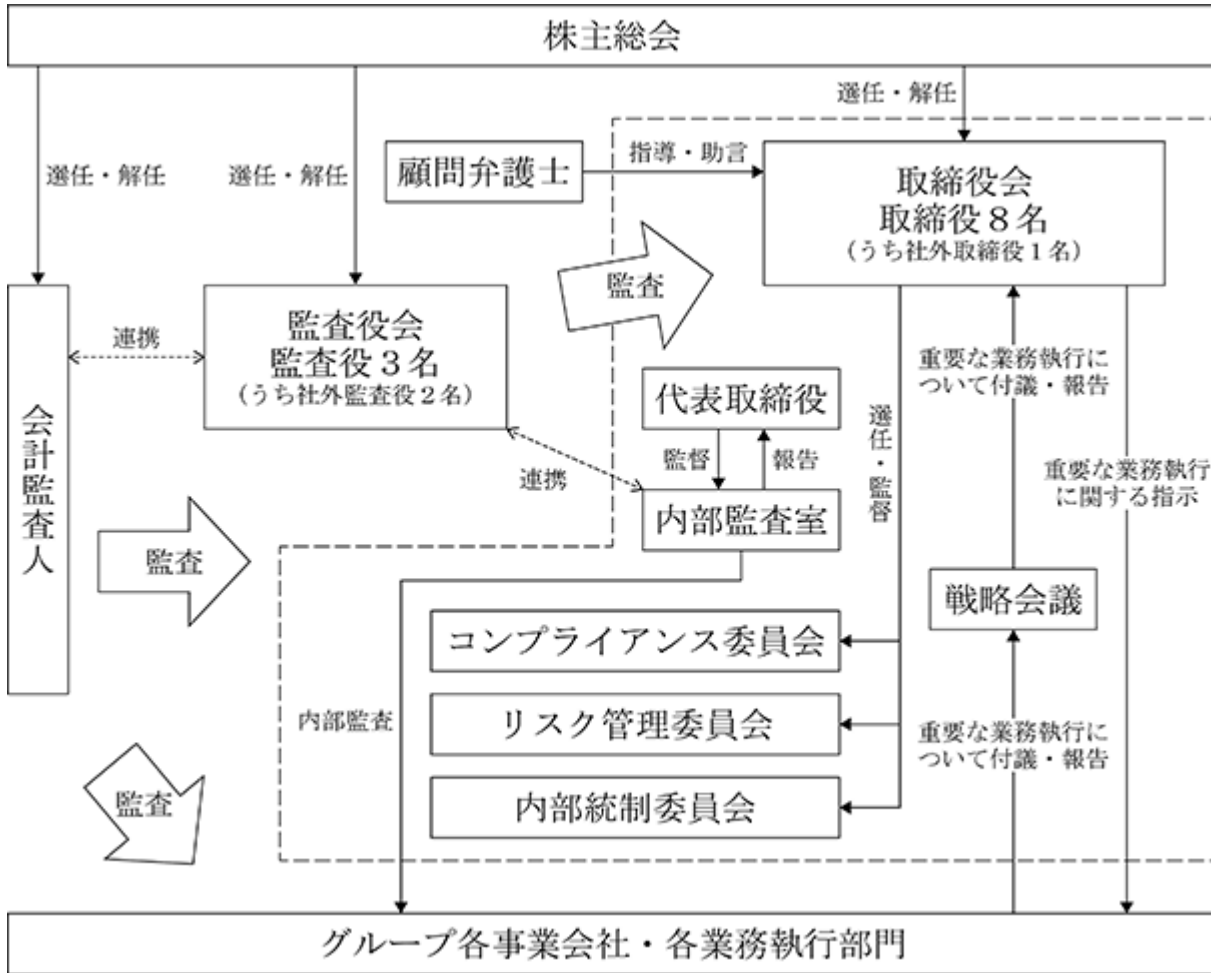 株主総会
選任・解任
選任・解任
選任・解任
顧問弁護士
指導・助言
取締役会
取締役８名
（うち社外取締役１名）
監査
監査役会
監査役３名
（うち社外監査役２名）
連携
会計監査人
代表取締役
監督
報告
連携
内部監査室
選任・監督
重要な業務執行に
ついて付議・報告
重要な業務執行
に関する指示
監査
戦略会議
コンプライアンス委員会
内部監査
リスク管理委員会
重要な業務執行に
ついて付議・報告
監査
内部統制委員会
グループ各事業会社・各業務執行部門